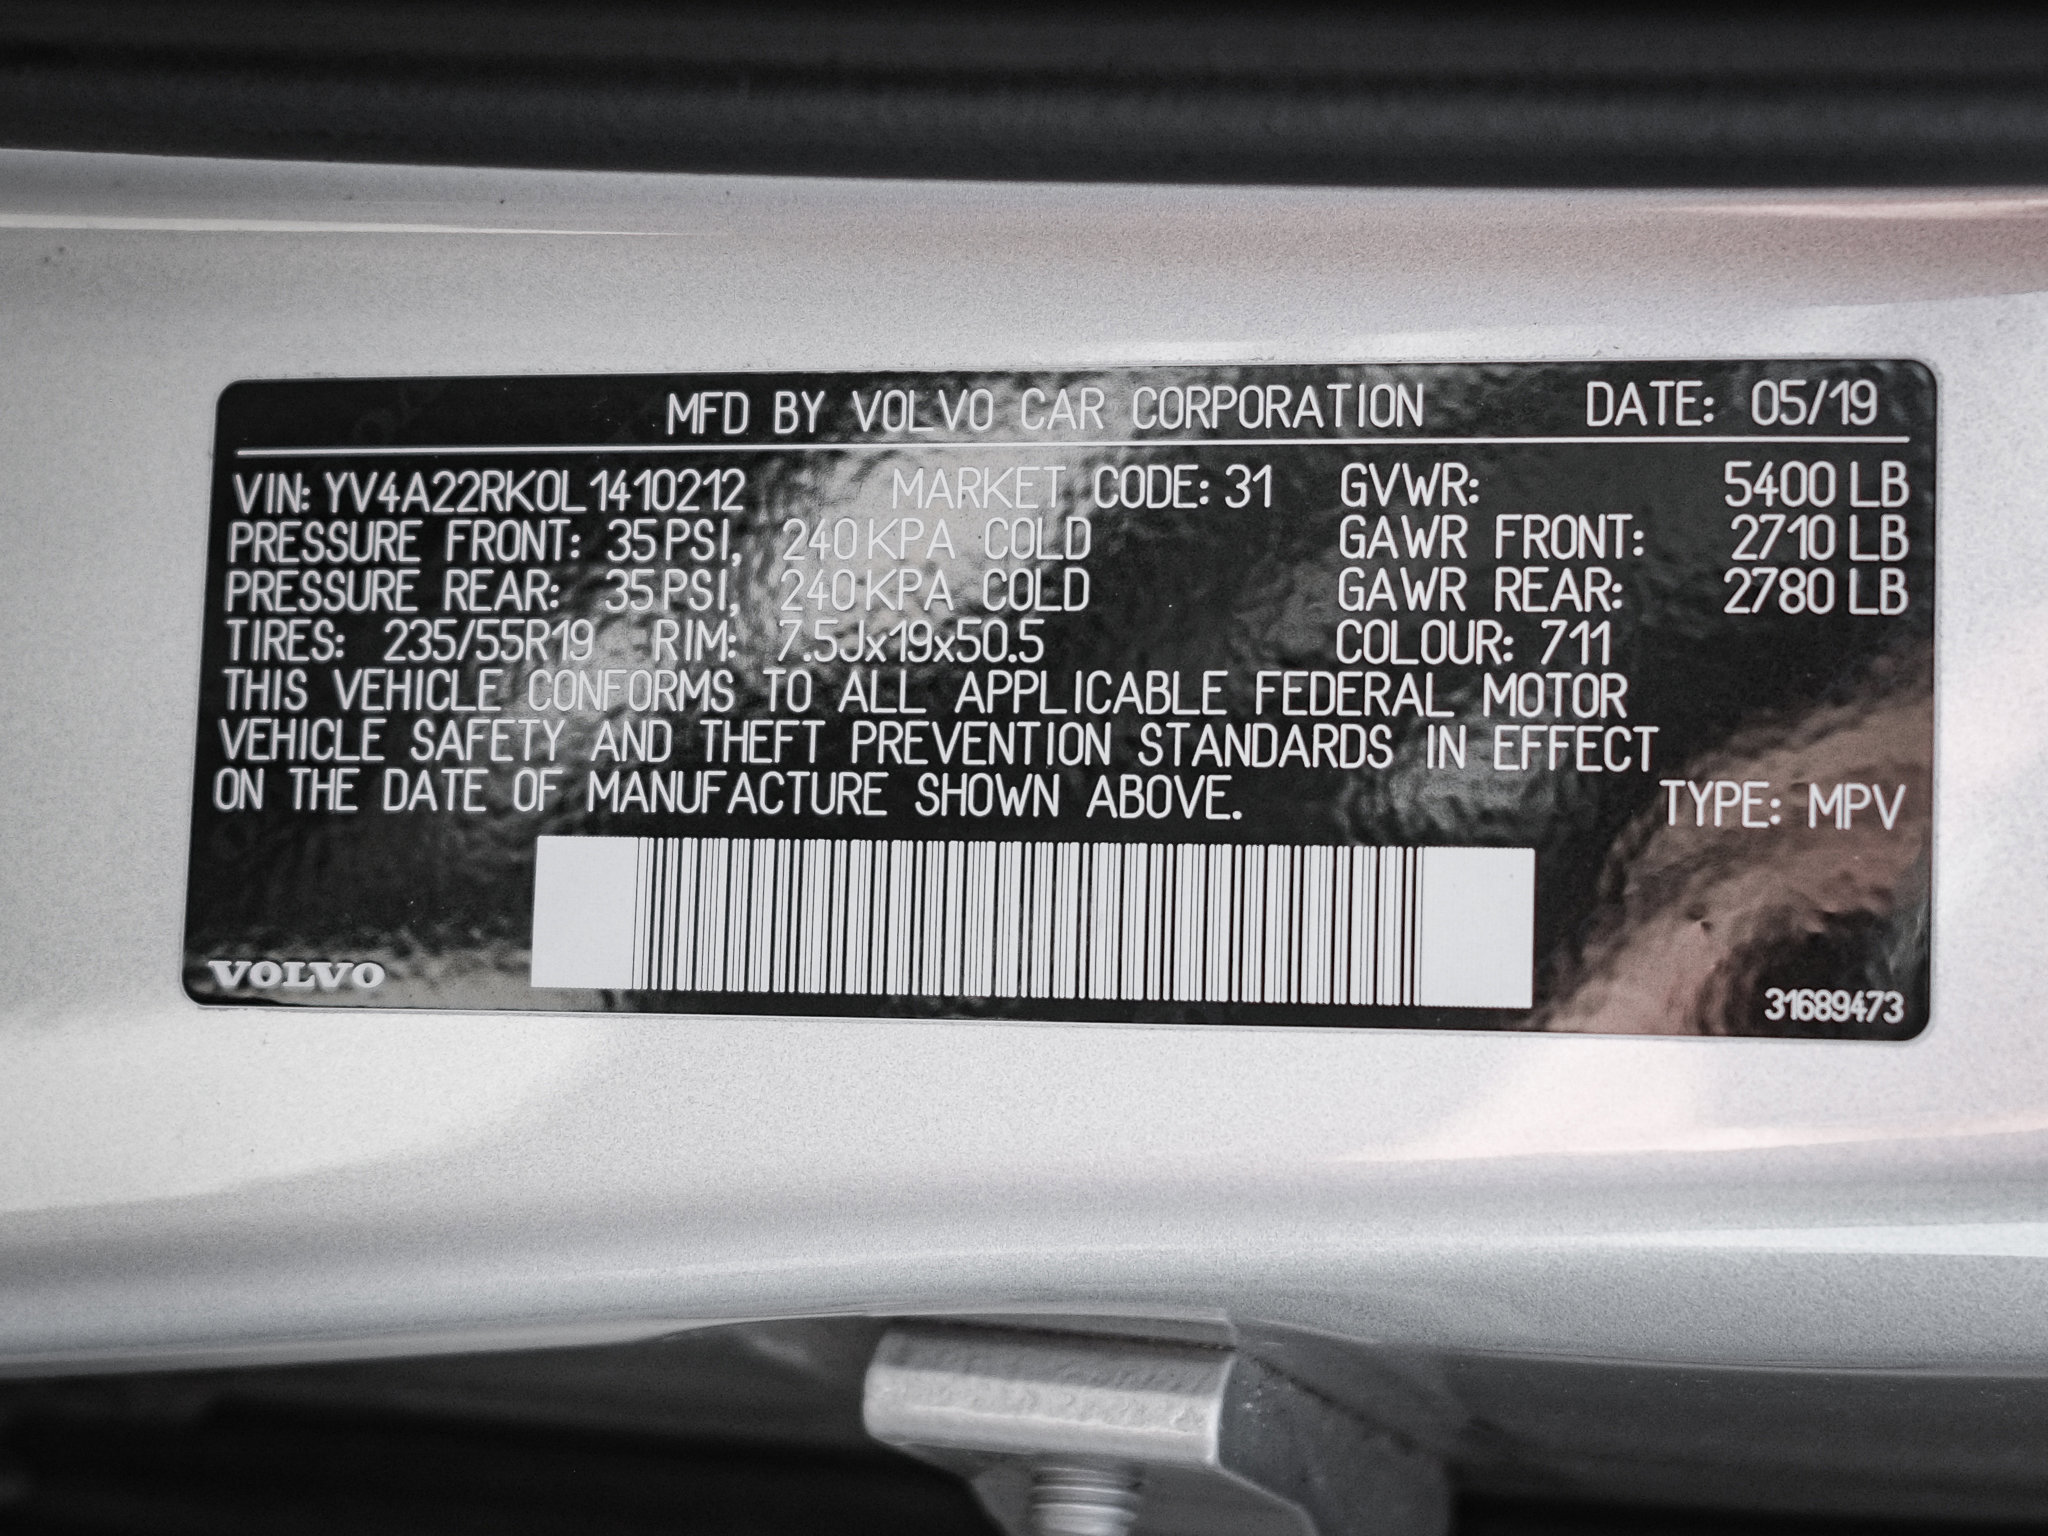 MFD BY VOLVO CAR CORPORATION DATE: 05/19
VIN: YV4A22RK0L1410212 MARKET CODE: 31 GVWR: 5400 LB
PRESSURE FRONT: 35 PSI, 240 KPA COLD GAWR FRONT: 2710 LB
PRESSURE REAR: 35 PSI, 240 KPA COLD GAWR REAR: 2780 LB
TIRES: 235/55R19 RIM: 7.5Jx19x50.5 COLOUR: 711
THIS VEHICLE CONFORMS TO ALL APPLICABLE FEDERAL MOTOR
VEHICLE SAFETY AND THEFT PREVENTION STANDARDS IN EFFECT
ON THE DATE OF MANUFACTURE SHOWN ABOVE. TYPE: MPV
VOLVO 31689473